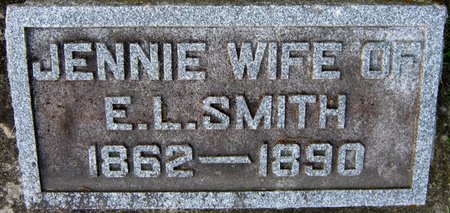 JENNIE WIFE OF
E.L.SMITH
1862—1890